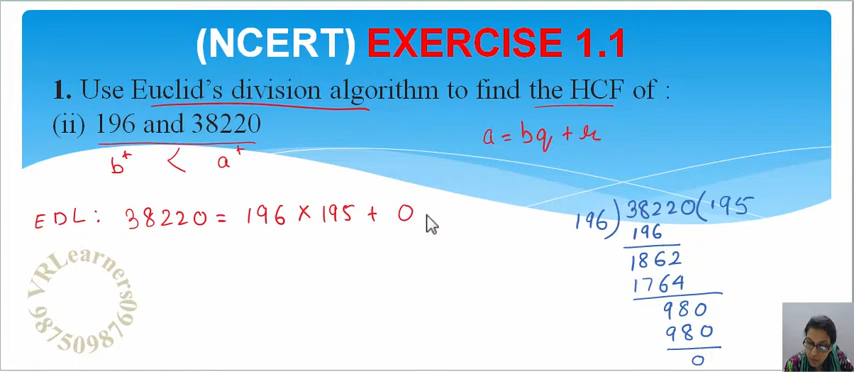 (NCERT) EXERCISE 1.1
1. Use Euclid's division algorithm to find the HCF of :
(ii) 196 and 38220
a = bq + r
b⁺ < a⁺
EDL: 38220 = 196 × 195 + 0
196) 38220 (195
196
1862
1764
980
980
0
VRLearners
9875098760